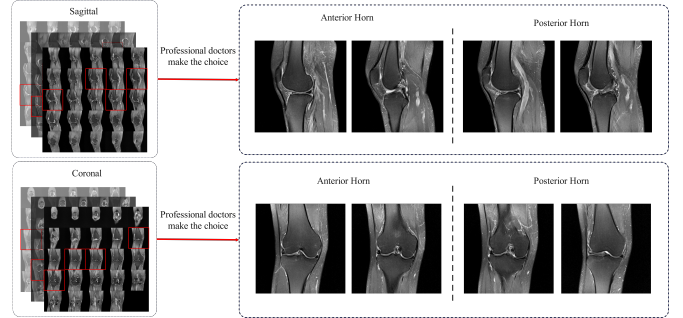 Sagittal
Professional doctors
make the choice
Anterior Horn
Posterior Horn
Coronal
Professional doctors
make the choice
Anterior Horn
Posterior Horn